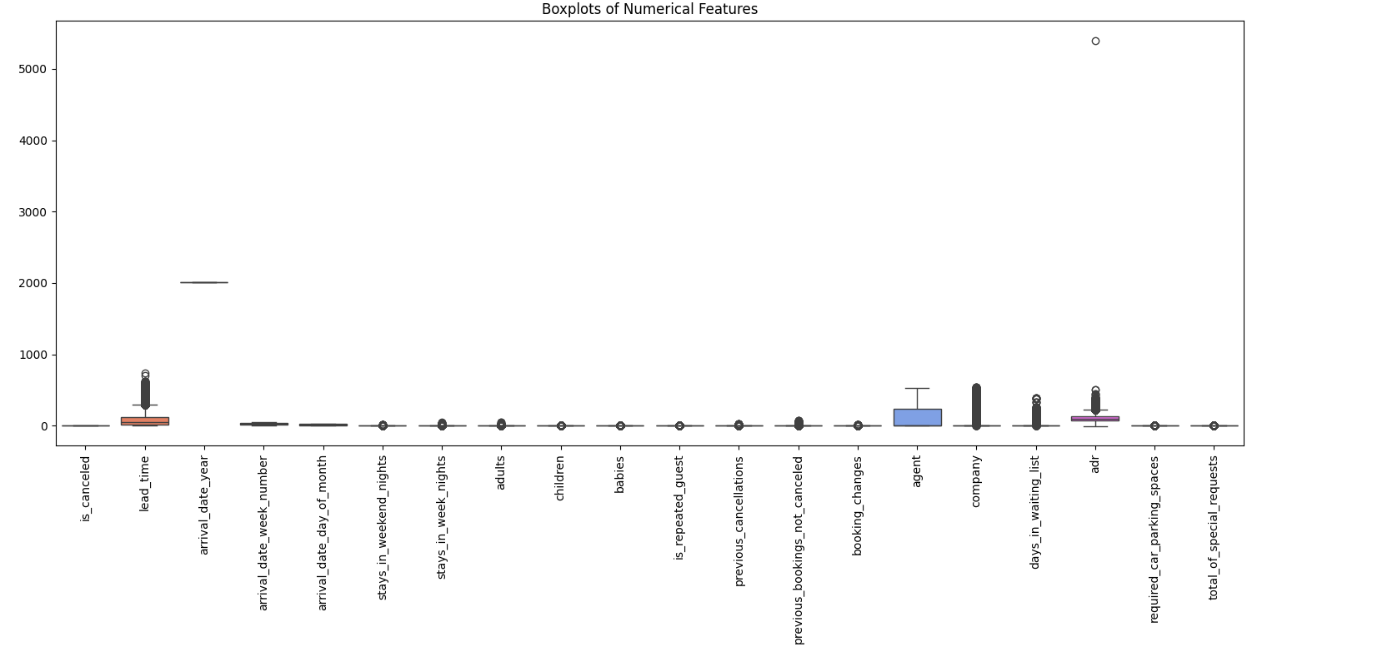 Boxplots of Numerical Features
5000
4000
3000
2000
1000
0
is_canceled
lead_time
arrival_date_year
arrival_date_week_number
arrival_date_day_of_month
stays_in_weekend_nights
stays_in_week_nights
adults
children
babies
is_repeated_guest
previous_cancellations
previous_bookings_not_canceled
booking_changes
agent
company
days_in_waiting_list
adr
required_car_parking_spaces
total_of_special_requests